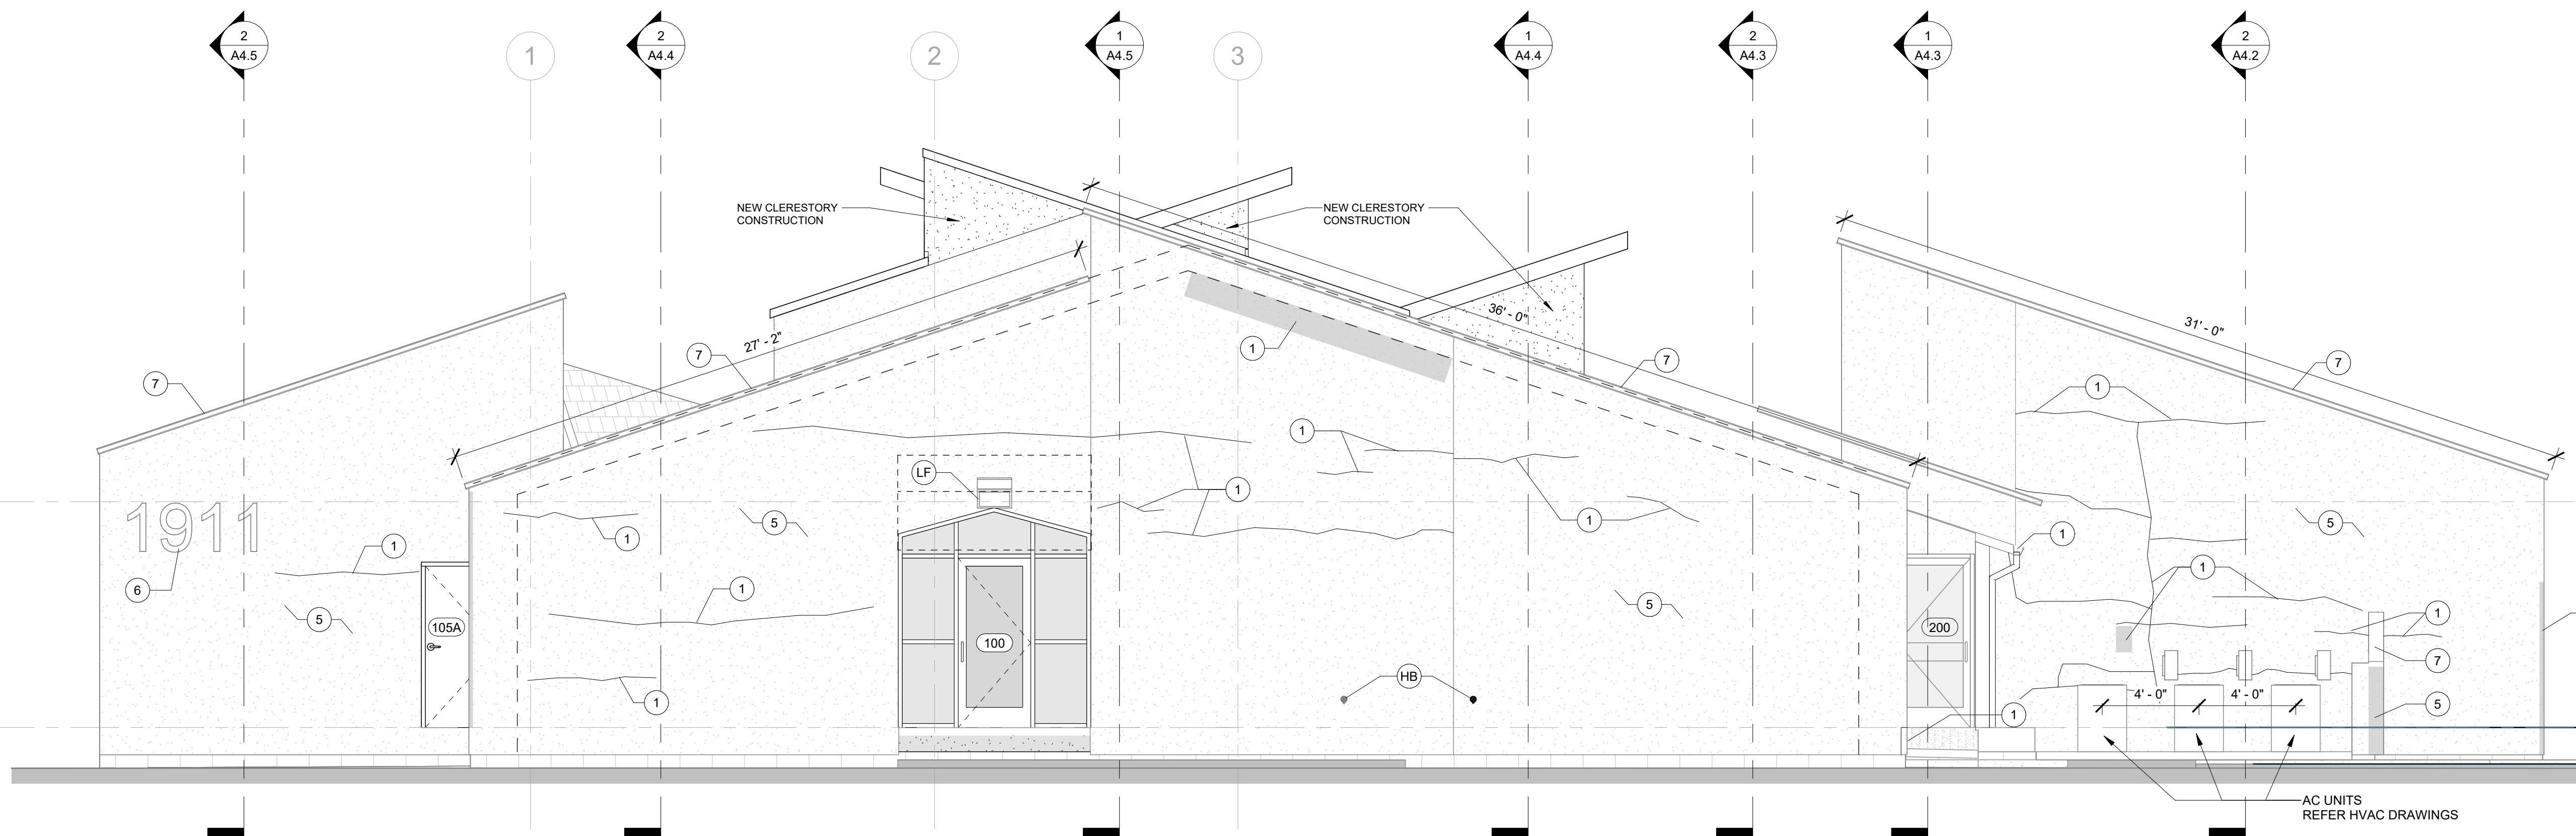 2
A4.5
1
2
A4.4
2
1
A4.5
3
1
A4.4
2
A4.3
1
A4.3
2
A4.2
NEW CLERESTORY
CONSTRUCTION
NEW CLERESTORY
CONSTRUCTION
36' - 0"
31' - 0"
27' - 2"
1
7
7
7
7
1
1
LF
1
1
1911
5
1
1
5
1
1
1
6
1
1
5
5
1
105A
100
200
7
HB
4' - 0"
4' - 0"
1
1
5
AC UNITS
REFER HVAC DRAWINGS